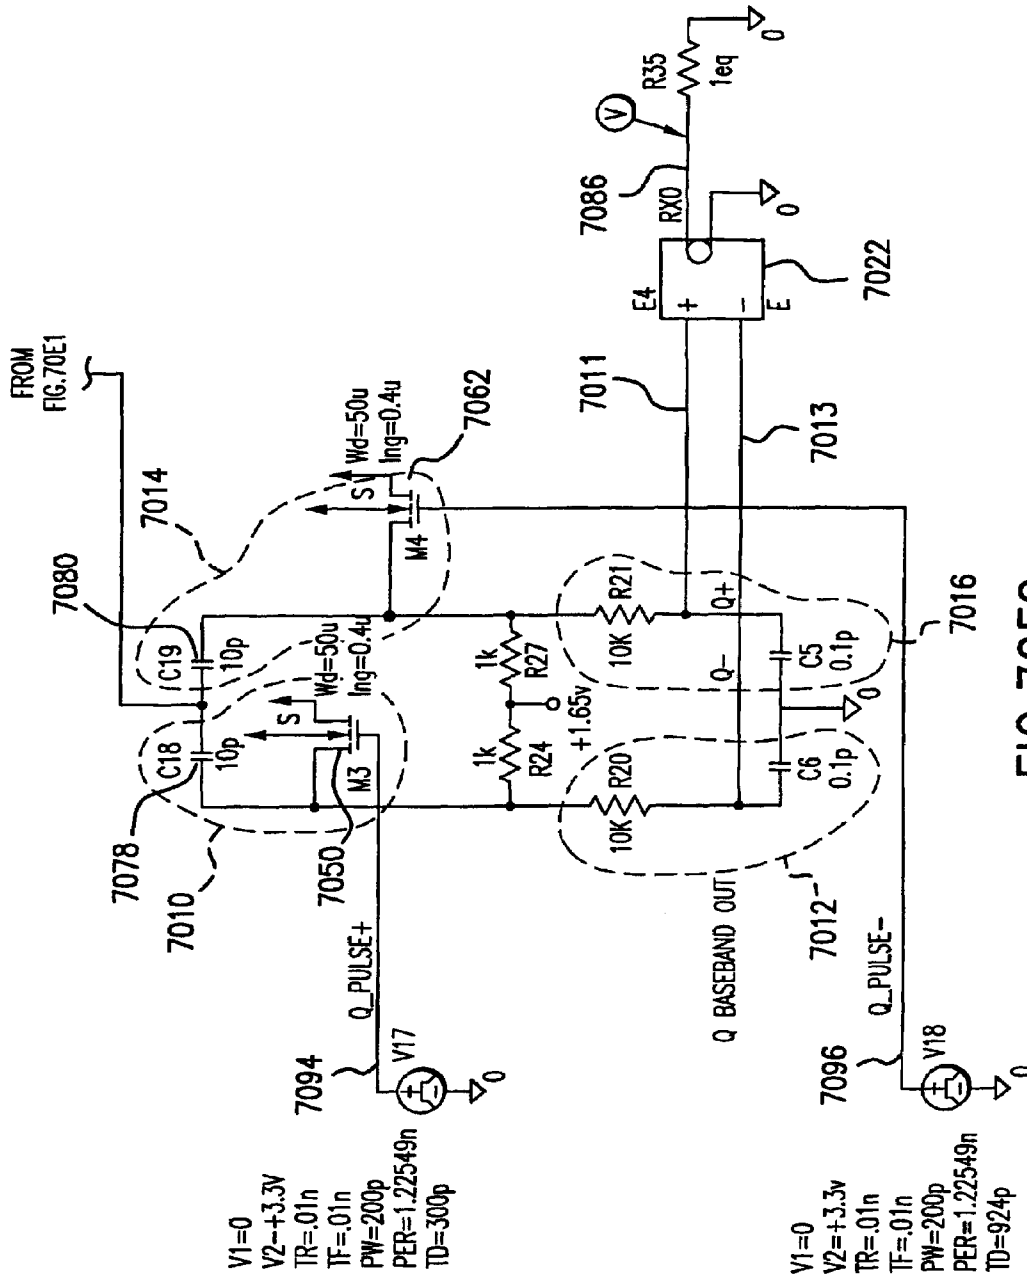 FROM
FIG.70E1
7014
7080
7078
7010
C19
10p
C18
10p
S
Wd=50u
lng=0.4u
7062
M4
S
Wd=50u
lng=0.4u
M3
7050
Q_PULSE+
7094
V17
0
V1=0
V2-+3.3V
TR=.01n
TF=.01n
PW=200p
PER=1.22549n
TD=300p
1k
R24
1k
R27
+1.65v
R20
10K
R21
10K
Q-
Q+
C6
0.1p
C5
0.1p
0
7012
7016
Q BASEBAND OUT
Q_PULSE-
7096
V18
0
V1=0
V2=+3.3v
TR=.01n
TF=.01n
PW=200p
PER=1.22549n
TD=924p
7011
7013
E4
+
-
E
7022
RXO
0
7086
V
R35
1eq
0